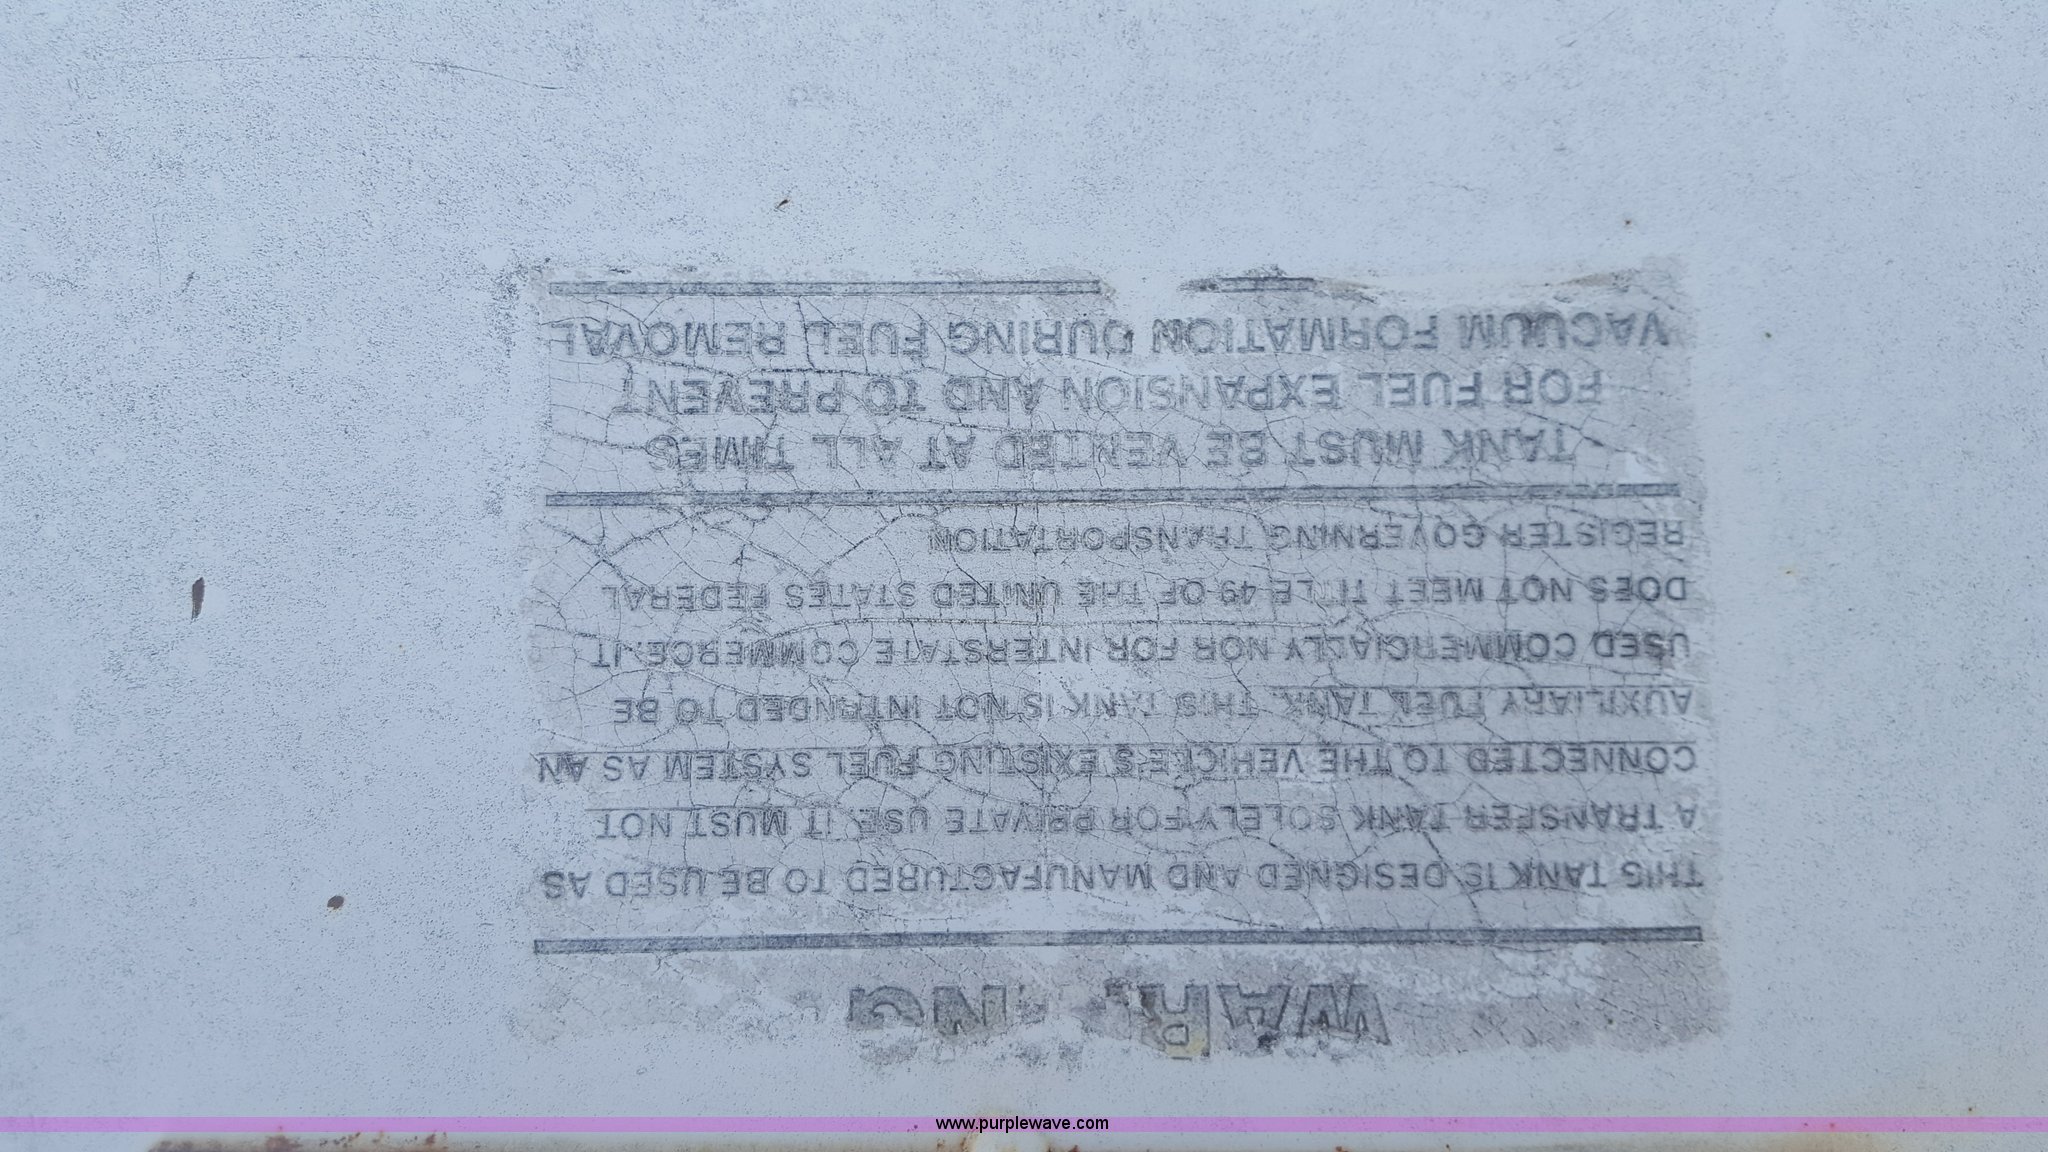 WARNING
THIS TANK IS DESIGNED AND MANUFACTURED TO BE USED AS
A TRANSFER TANK SOLELY FOR PRIVATE USE. IT MUST NOT
CONNECTED TO THE VEHICLE'S EXISTING FUEL SYSTEM AS AN
AUXILIARY FUEL TANK. THIS TANK IS NOT INTENDED TO BE
USED COMMERCIALLY NOR FOR INTERSTATE COMMERCE. IT
DOES NOT MEET TITLE 49 OF THE UNITED STATES FEDERAL
REGISTER GOVERNING TRANSPORTATION
TANK MUST BE VENTED AT ALL TIMES
FOR FUEL EXPANSION AND TO PREVENT
VACUUM FORMATION DURING FUEL REMOVAL
www.purplewave.com